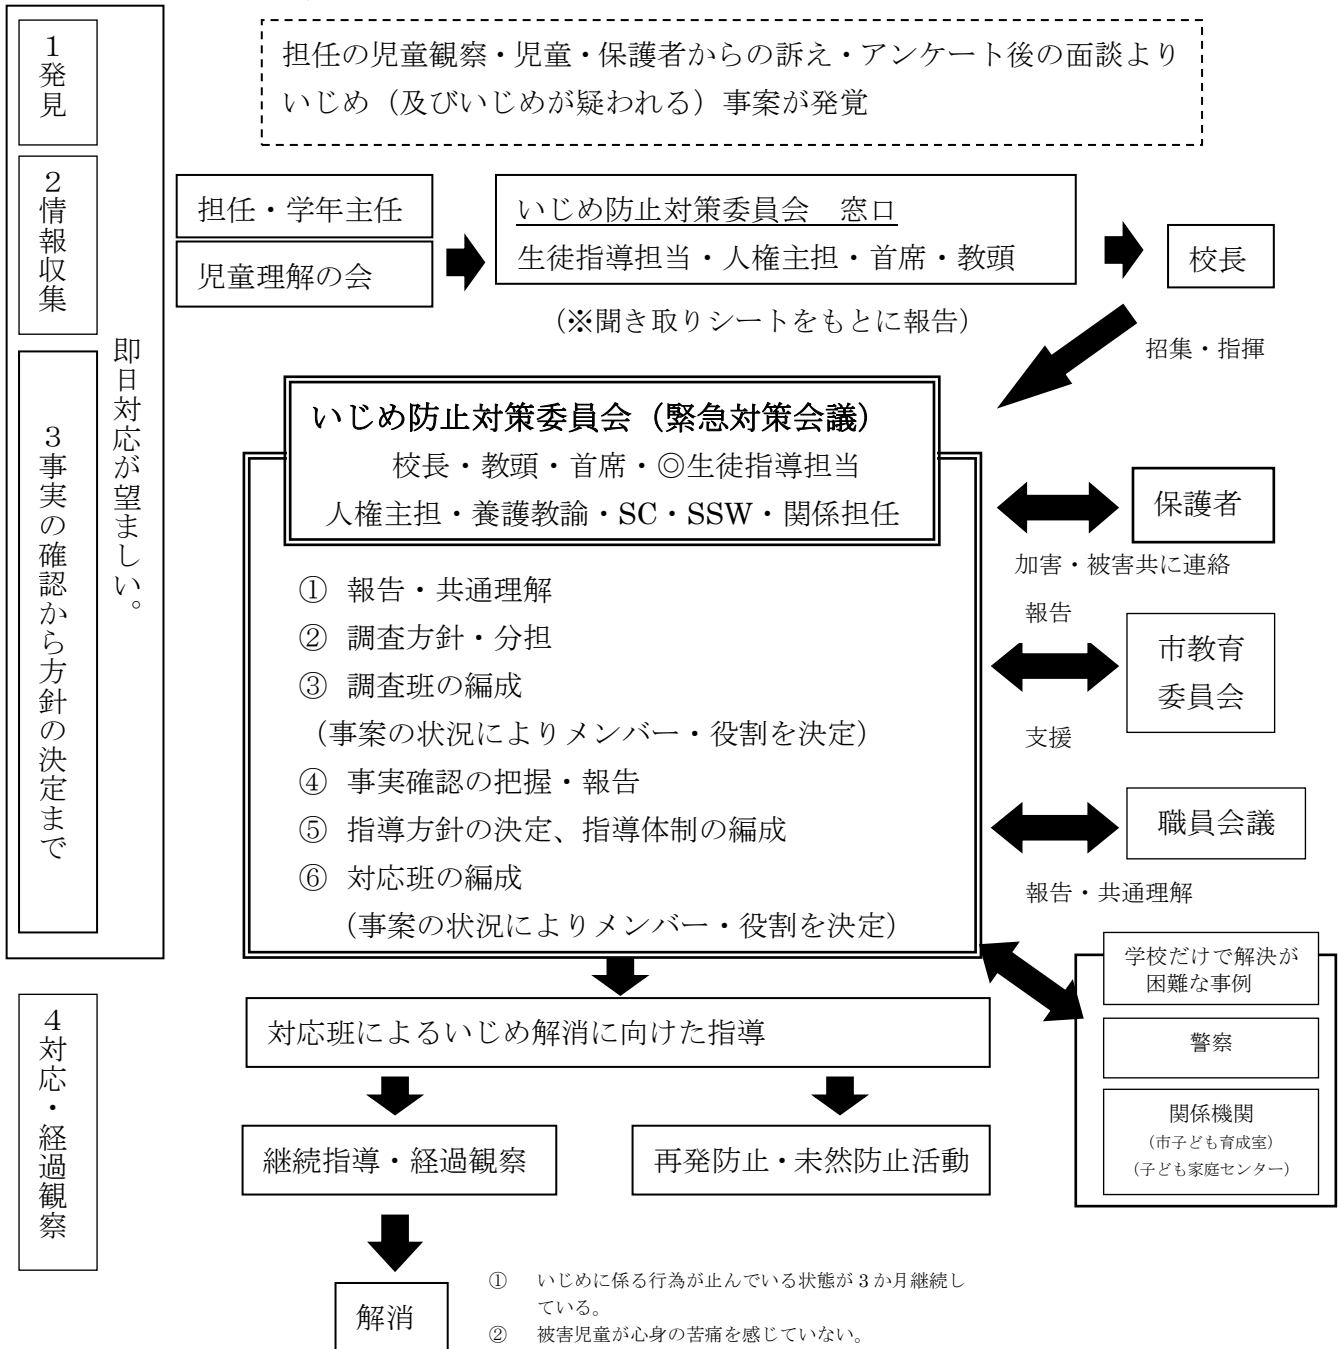 1発見
担任の児童観察・児童・保護者からの訴え・アンケート後の面談より
いじめ（及びいじめが疑われる）事案が発覚
2情報収集
担任・学年主任
児童理解の会
いじめ防止対策委員会　窓口
生徒指導担当・人権主担・首席・教頭
校長
（※聞き取りシートをもとに報告）
招集・指揮
即日対応が望ましい。
3事実の確認から方針の決定まで
いじめ防止対策委員会（緊急対策会議）
校長・教頭・首席・◎生徒指導担当
人権主担・養護教諭・SC・SSW・関係担任
① 報告・共通理解
② 調査方針・分担
③ 調査班の編成
（事案の状況によりメンバー・役割を決定）
④ 事実確認の把握・報告
⑤ 指導方針の決定、指導体制の編成
⑥ 対応班の編成
（事案の状況によりメンバー・役割を決定）
保護者
加害・被害共に連絡
報告
市教育
委員会
支援
職員会議
報告・共通理解
学校だけで解決が
困難な事例
警察
関係機関
（市子ども育成室）
（子ども家庭センター）
4対応・経過観察
対応班によるいじめ解消に向けた指導
継続指導・経過観察
再発防止・未然防止活動
解消
① いじめに係る行為が止んでいる状態が3か月継続し
ている。
② 被害児童が心身の苦痛を感じていない。